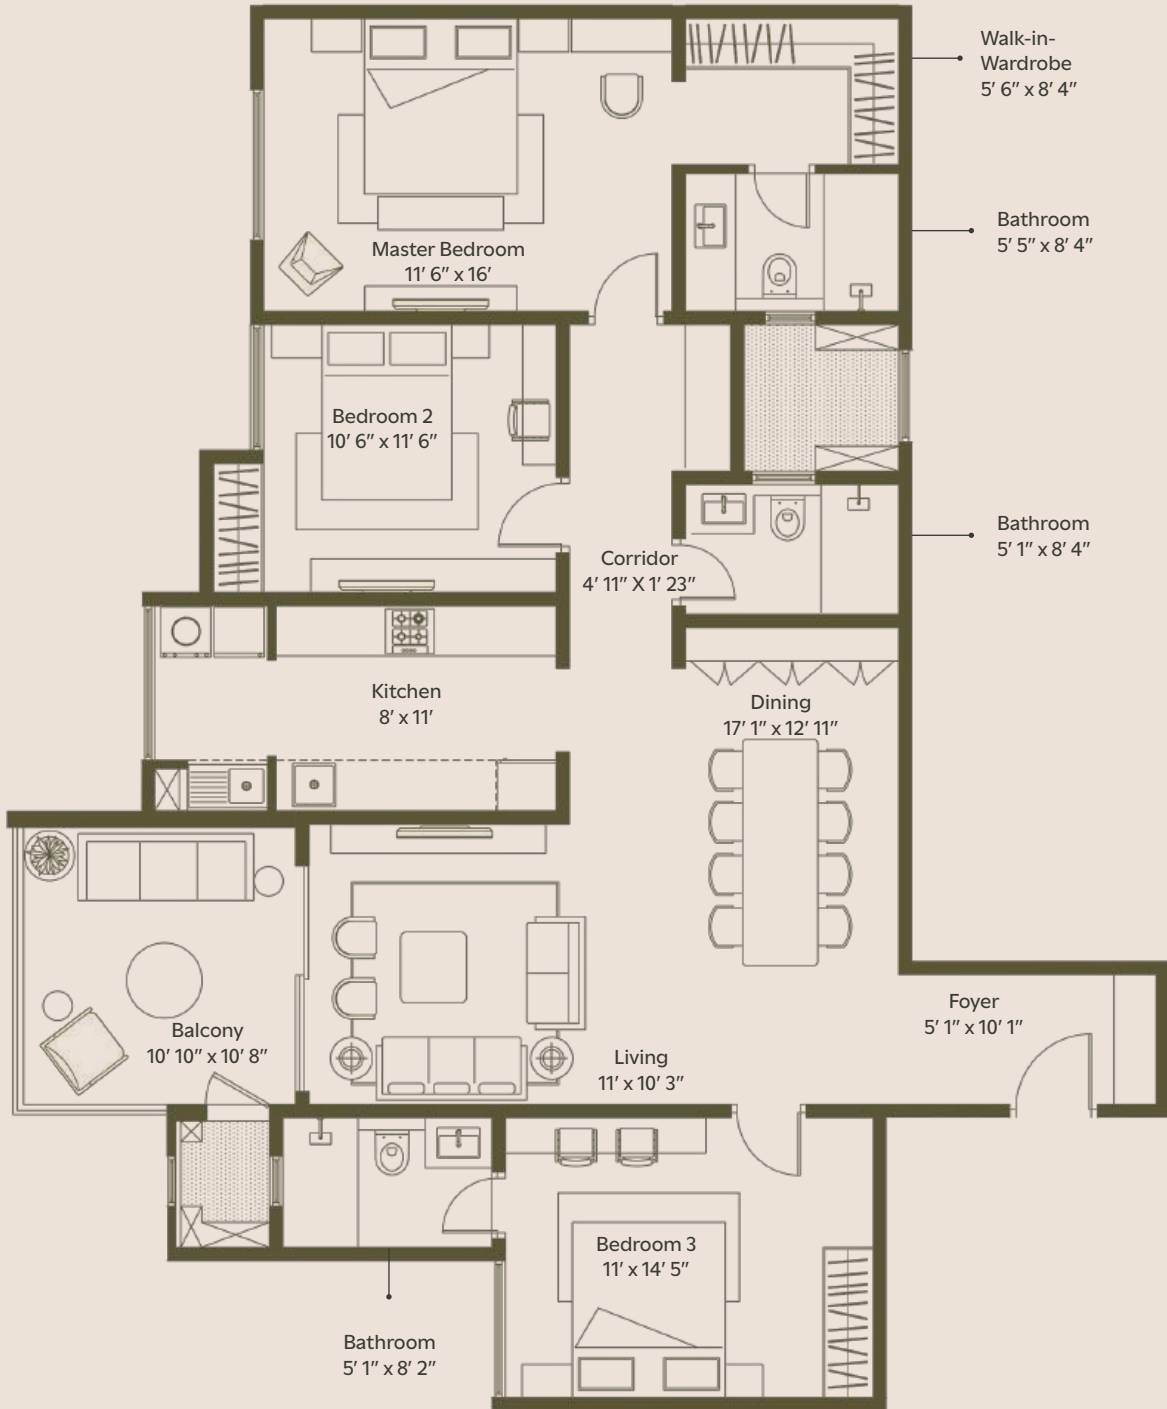 Walk-in-
Wardrobe
5′ 6″ x 8′ 4″
Bathroom
5′ 5″ x 8′ 4″
Master Bedroom
11′ 6″ x 16′
Bedroom 2
10′ 6″ x 11′ 6″
Bathroom
5′ 1″ x 8′ 4″
Corridor
4′ 11″ X 1′ 23″
Kitchen
8′ x 11′
Dining
17′ 1″ x 12′ 11″
Foyer
5′ 1″ x 10′ 1″
Balcony
10′ 10″ x 10′ 8″
Living
11′ x 10′ 3″
Bedroom 3
11′ x 14′ 5″
Bathroom
5′ 1″ x 8′ 2″